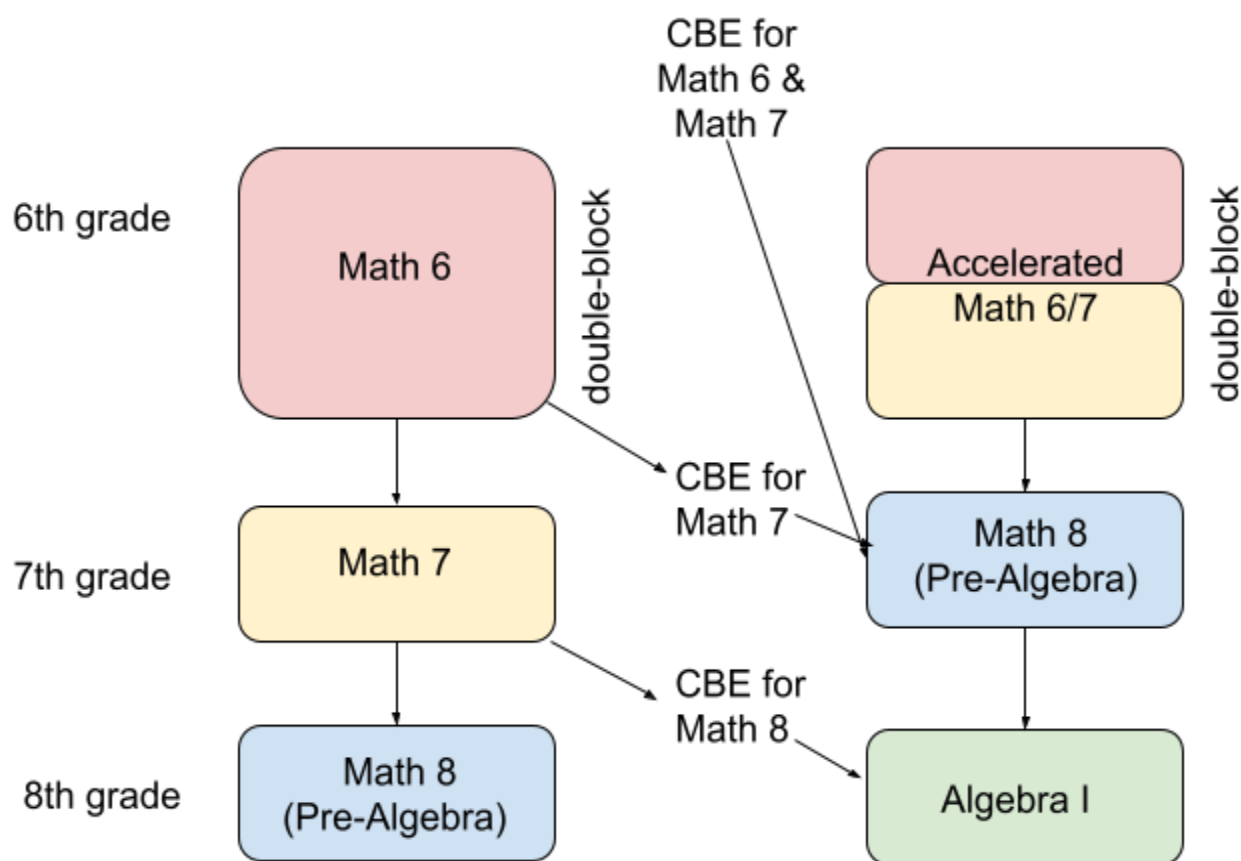 CBE for
Math 6 &
Math 7
6th grade
Math 6
double-block
Accelerated
Math 6/7
double-block
CBE for
Math 7
7th grade
Math 7
Math 8
(Pre-Algebra)
CBE for
Math 8
8th grade
Math 8
(Pre-Algebra)
Algebra I